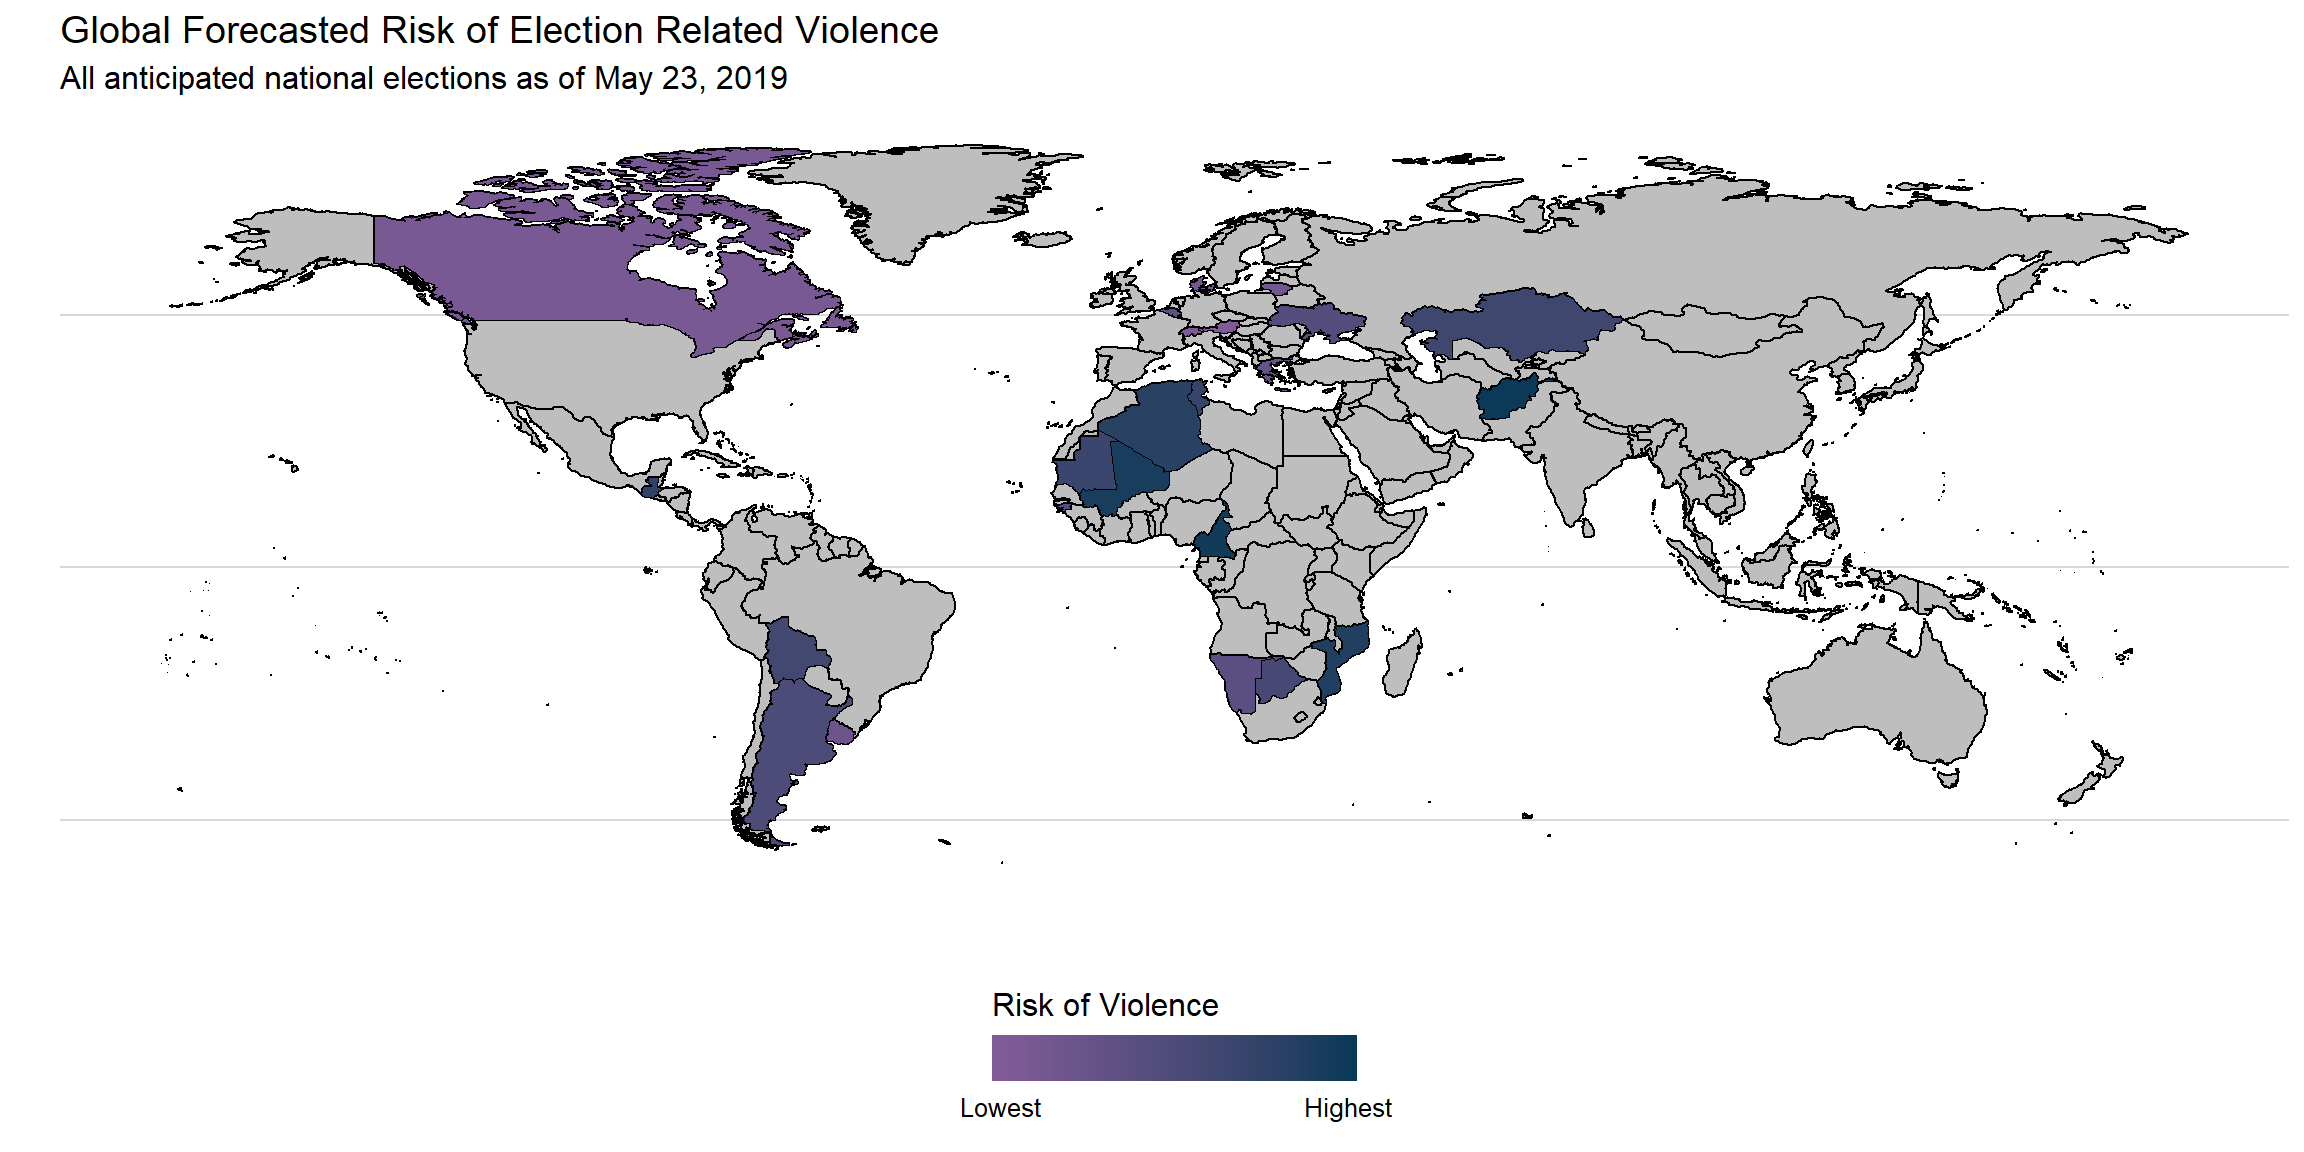 Global Forecasted Risk of Election Related Violence
All anticipated national elections as of May 23, 2019
Risk of Violence
Lowest Highest